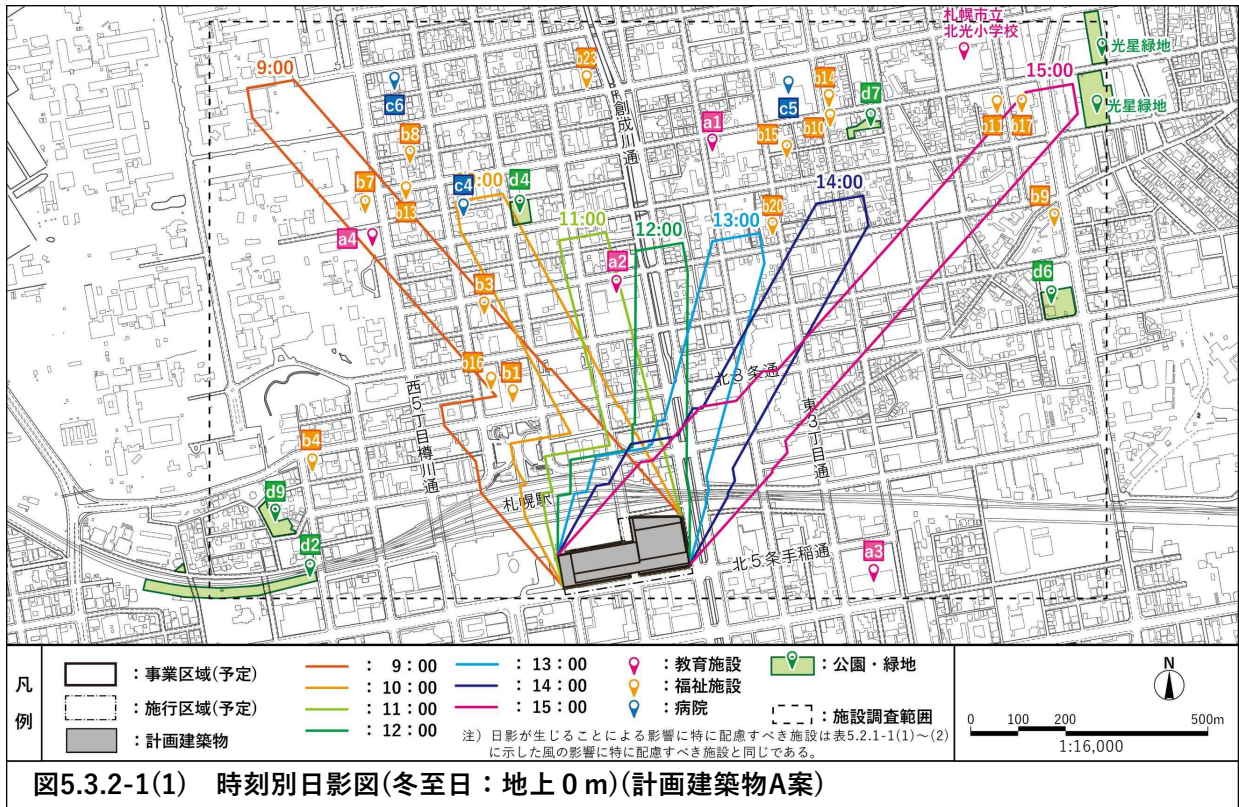 札幌市立
北光小学校
光星緑地
9:00
b23
c6
b14
d7
15:00
光星緑地
c5
創成川通
a1
b15
b10
b11
b17
b8
c4
:00
d4
14:00
b7
b13
11:00
12:00
13:00
b20
b9
a4
a2
d6
b3
b16
b1
北8条通
西5丁目樽川通
東3丁目通
b4
d9
札幌駅
d2
北5条手稲通
a3
凡例
：事業区域(予定)
：施行区域(予定)
：計画建築物
： 9：00
： 10：00
： 11：00
： 12：00
： 13：00
： 14：00
： 15：00
：教育施設
：福祉施設
：病院
：公園・緑地
：施設調査範囲
注）日影が生じることによる影響に特に配慮すべき施設は表5.2.1-1(1)～(2)
に示した風の影響に特に配慮すべき施設と同じである。
N
0 100 200 500m
1:16,000
図5.3.2-1(1) 時刻別日影図(冬至日：地上０m)(計画建築物A案)